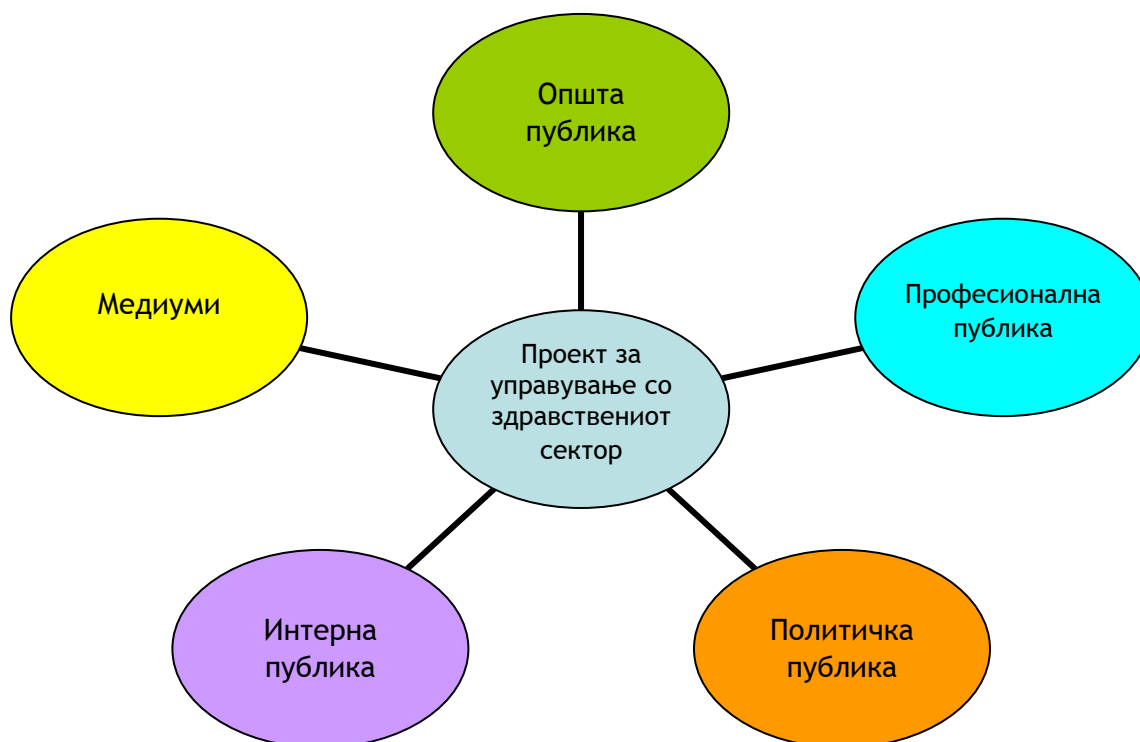 Општа
публика
Медиуми
Професионална
публика
Проект за
управување со
здравствениот
сектор
Интерна
публика
Политичка
публика